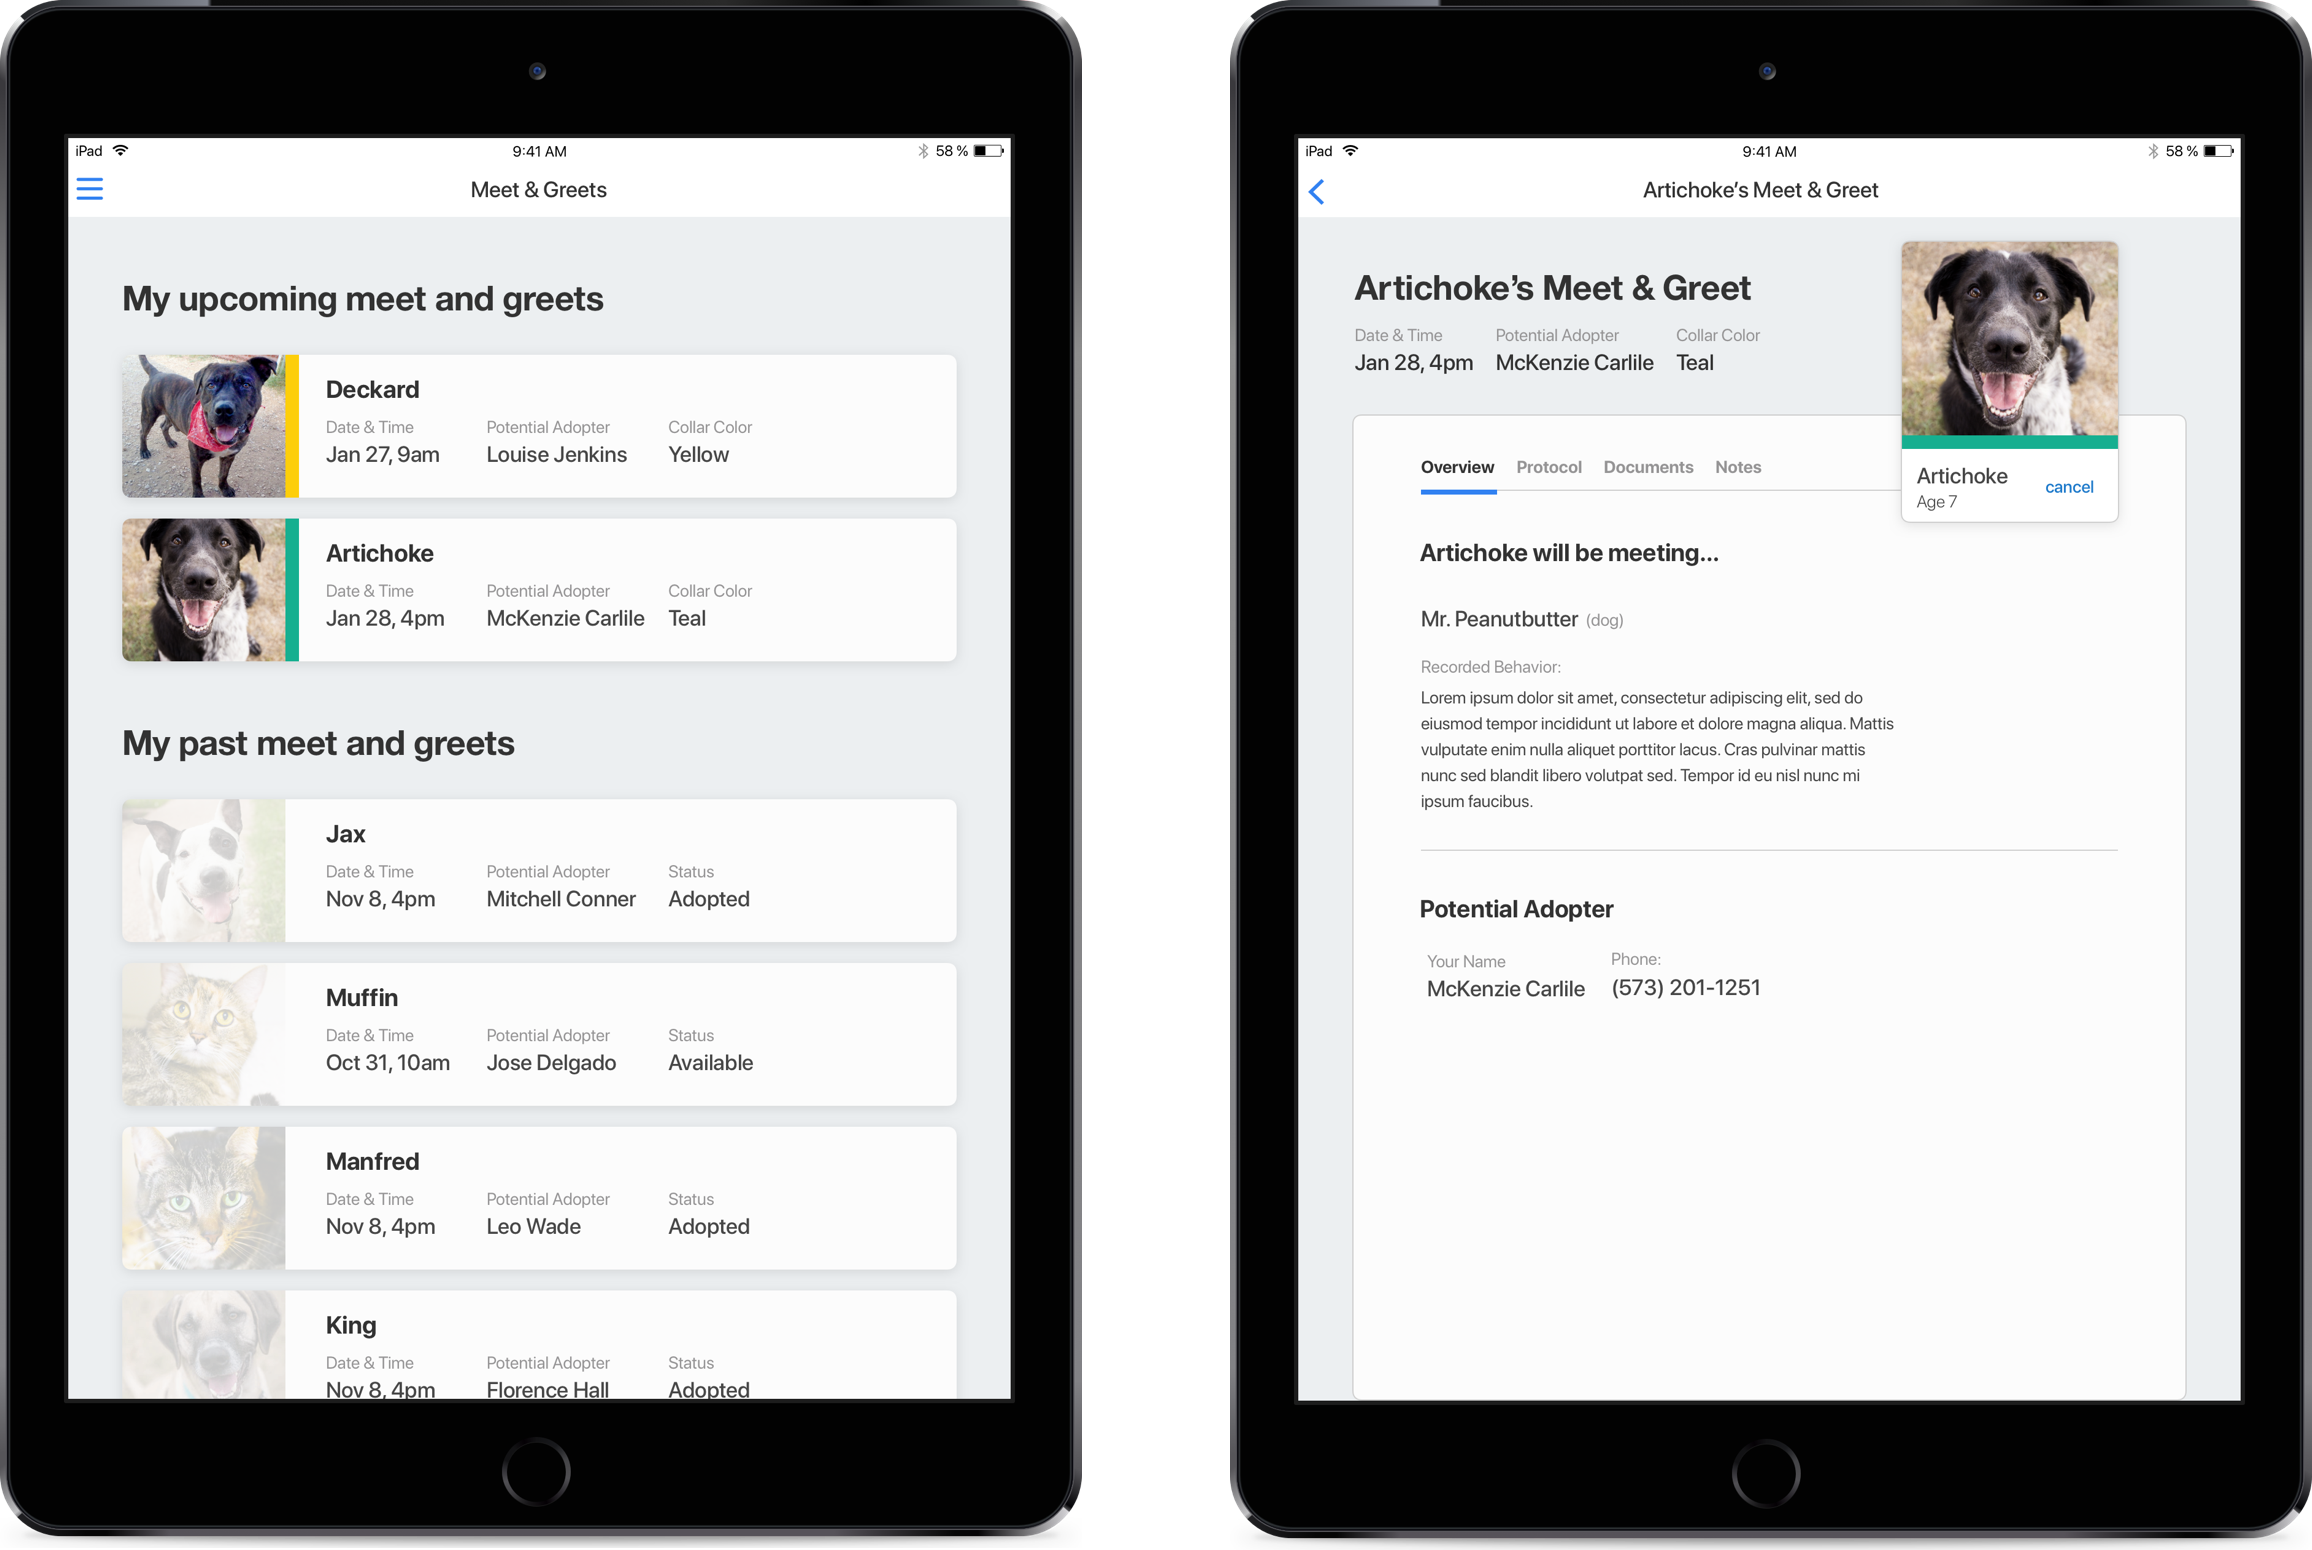 iPad 9:41 AM 58 %
Meet & Greets
My upcoming meet and greets
Deckard
Date & Time Potential Adopter Collar Color
Jan 27, 9am Louise Jenkins Yellow
Artichoke
Date & Time Potential Adopter Collar Color
Jan 28, 4pm McKenzie Carlile Teal
My past meet and greets
Jax
Date & Time Potential Adopter Status
Nov 8, 4pm Mitchell Conner Adopted
Muffin
Date & Time Potential Adopter Status
Oct 31, 10am Jose Delgado Available
Manfred
Date & Time Potential Adopter Status
Nov 8, 4pm Leo Wade Adopted
King
Date & Time Potential Adopter Status
Nov 8, 4pm Florence Hall Adopted
iPad 9:41 AM 58 %
Artichoke’s Meet & Greet
Artichoke’s Meet & Greet
Date & Time Potential Adopter Collar Color
Jan 28, 4pm McKenzie Carlile Teal
Artichoke
Age 7
cancel
Overview Protocol Documents Notes
Artichoke will be meeting...
Mr. Peanutbutter (dog)
Recorded Behavior:
Lorem ipsum dolor sit amet, consectetur adipiscing elit, sed do
eiusmod tempor incididunt ut labore et dolore magna aliqua. Mattis
vulputate enim nulla aliquet porttitor lacus. Cras pulvinar mattis
nunc sed blandit libero volutpat sed. Tempor id eu nisl nunc mi
ipsum faucibus.
Potential Adopter
Your Name Phone:
McKenzie Carlile (573) 201-1251